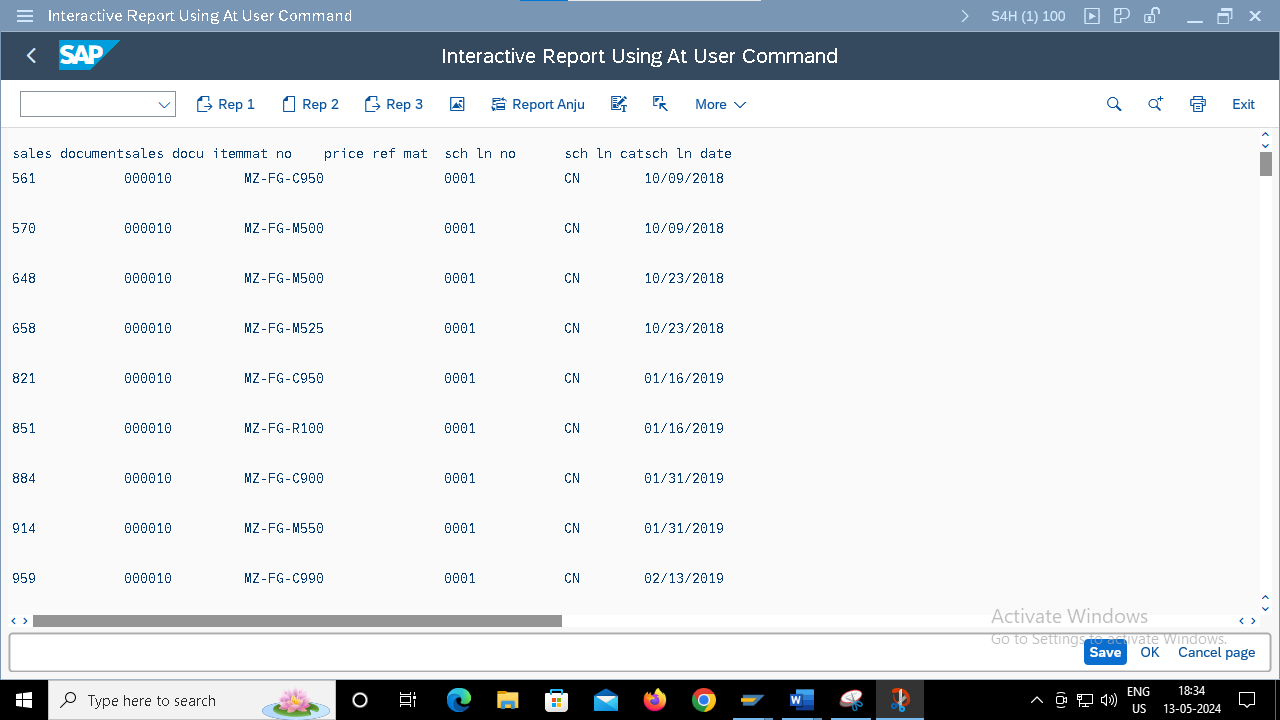 Interactive Report Using At User Command
S4H (1) 100
SAP
Interactive Report Using At User Command
Rep 1 Rep 2 Rep 3 Report Anju More Exit
sales documentsales docu itemmat no price ref mat sch ln no sch ln catsch ln date
561 000010 MZ-FG-C950 0001 CN 10/09/2018
570 000010 MZ-FG-M500 0001 CN 10/09/2018
648 000010 MZ-FG-M500 0001 CN 10/23/2018
658 000010 MZ-FG-M525 0001 CN 10/23/2018
821 000010 MZ-FG-C950 0001 CN 01/16/2019
851 000010 MZ-FG-R100 0001 CN 01/16/2019
884 000010 MZ-FG-C900 0001 CN 01/31/2019
914 000010 MZ-FG-M550 0001 CN 01/31/2019
959 000010 MZ-FG-C990 0001 CN 02/13/2019
Activate Windows
Go to Settings to activate Windows.
Save OK Cancel page
Type here to search
ENG 18:34
US 13-05-2024